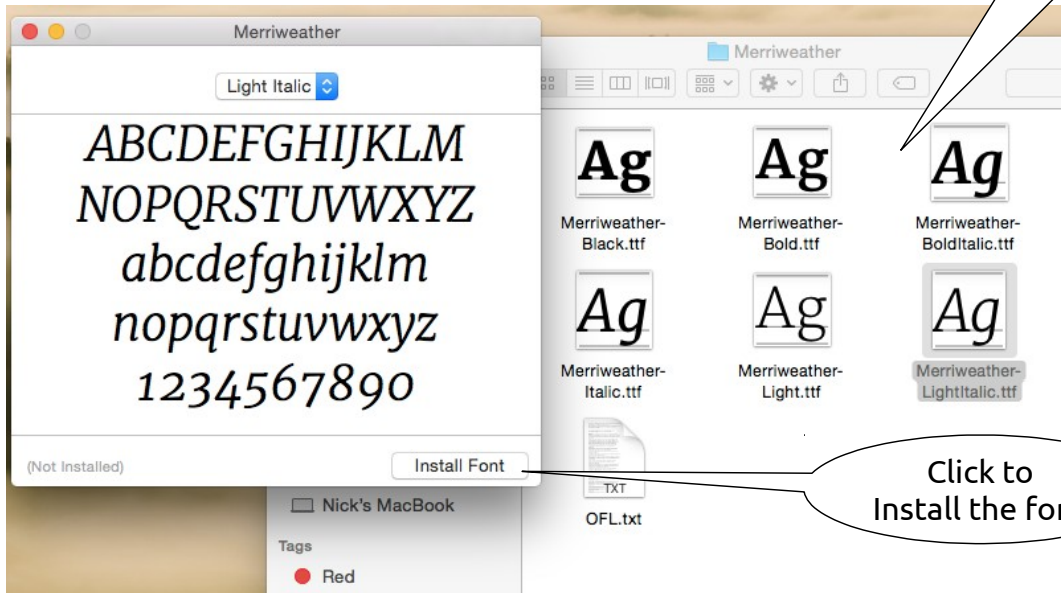 Merriweather
Light Italic
ABCDEFGHIJKLM
NOPQRSTUVWXYZ
abcdefghijklm
nopqrstuvwxyz
1234567890
(Not Installed)
Install Font
Merriweather
Ag
Ag
Ag
Merriweather-
Black.ttf
Merriweather-
Bold.ttf
Merriweather-
BoldItalic.ttf
Ag
Ag
Ag
Merriweather-
Italic.ttf
Merriweather-
Light.ttf
Merriweather-
LightItalic.ttf
TXT
OFL.txt
Nick's MacBook
Tags
Red
Click to
Install the